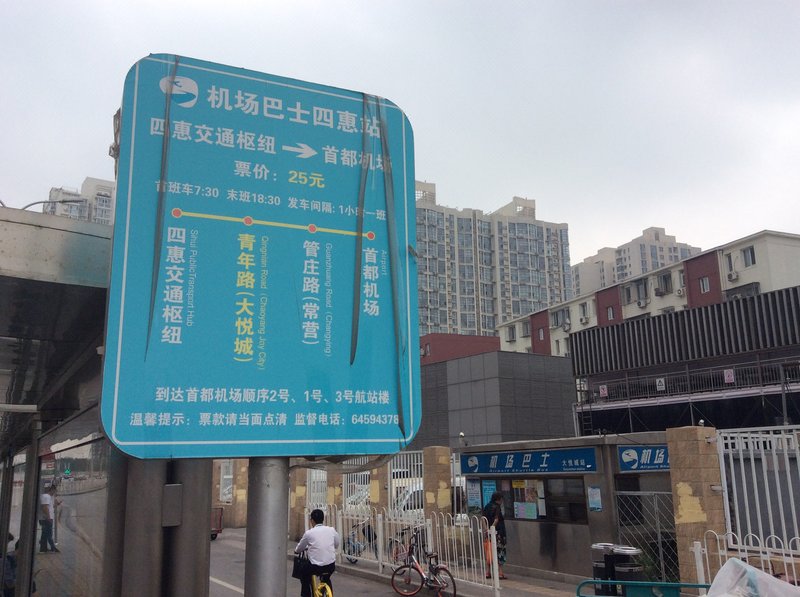 机场巴士四惠站
四惠交通枢纽 首都机场
票价：25元
首班车7:30 末班18:30 发车间隔：1小时一班
四惠交通枢纽
Sihui PublicTransport Hub
青年路(大悦城)
Qingnian Road（Chaoyang Joy City）
管庄路(常营)
Guanzhuang Road（Changying）
首都机场
Airport
到达首都机场顺序2号、1号、3号航站楼
温馨提示：票款请当面点清 监督电话：64594378
机场巴士 大悦城站
Airport Shuttle Bus
机场
Airport Shuttle